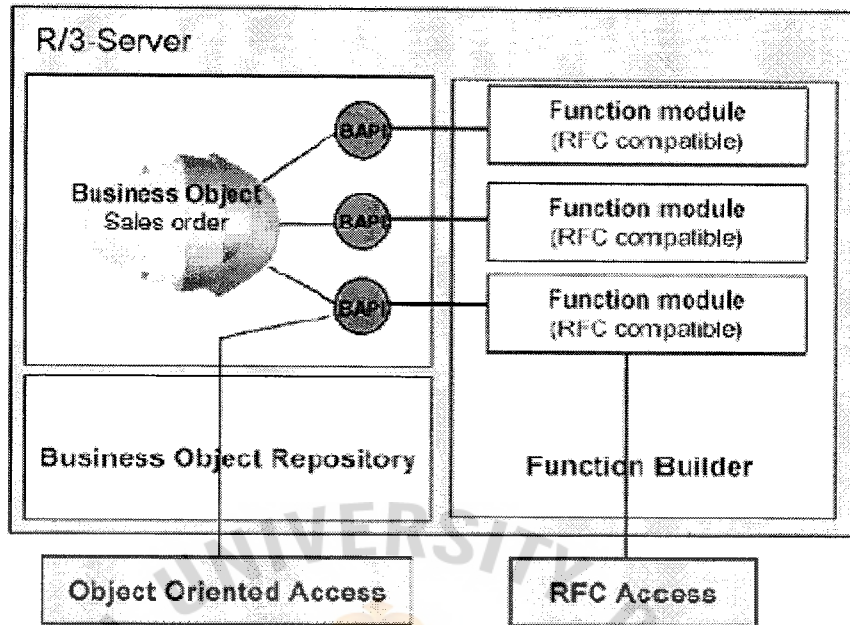 R/3-Server
Business Object
Sales order
BAPI
BAPI
BAPI
Function module
(RFC compatible)
Function module
(RFC compatible)
Function module
(RFC compatible)
Business Object Repository
Function Builder
Object Oriented Access
RFC Access
UNIVERSITY